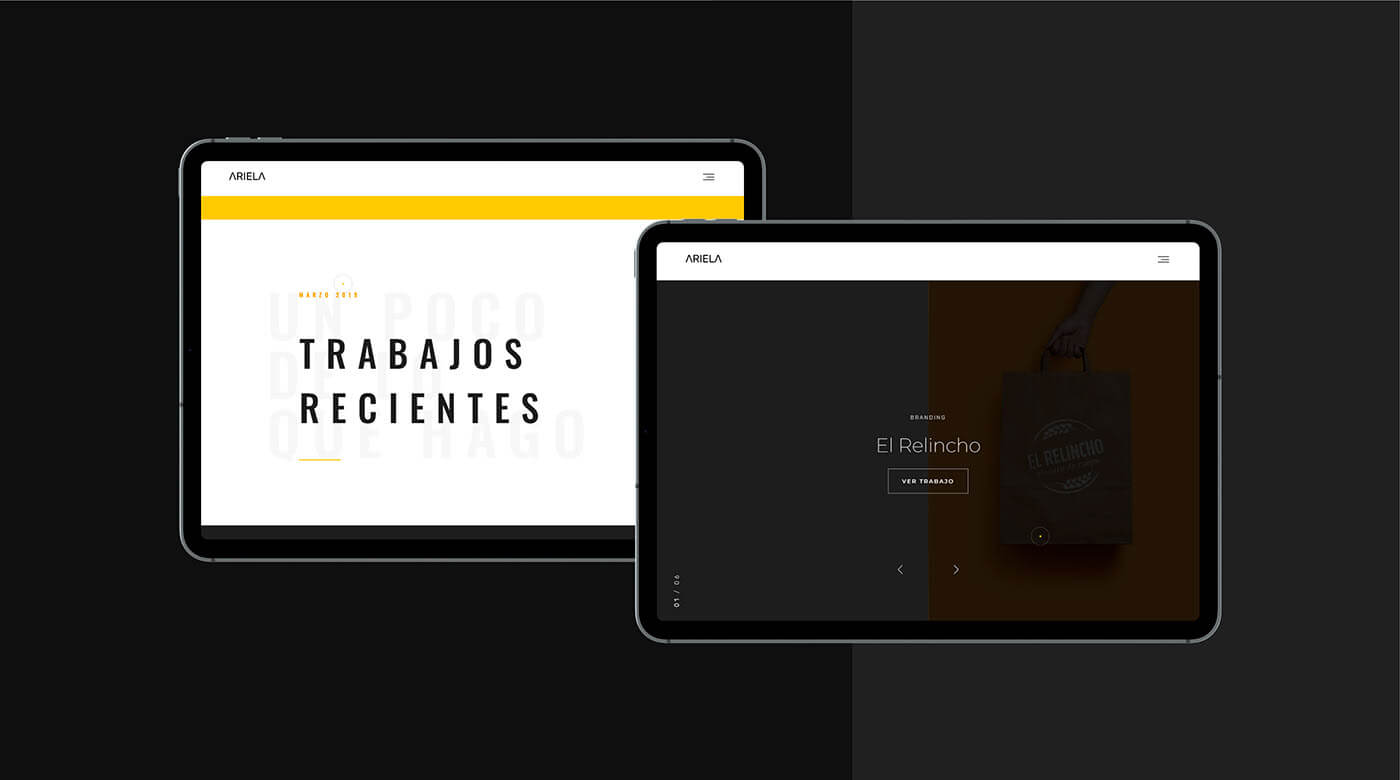 ARIELA
MARZO 2019
UN POCO
DE LO
QUE HAGO
TRABAJOS
RECIENTES
ARIELA
BRANDING
El Relincho
VER TRABAJO
EL RELINCHO
01 / 06